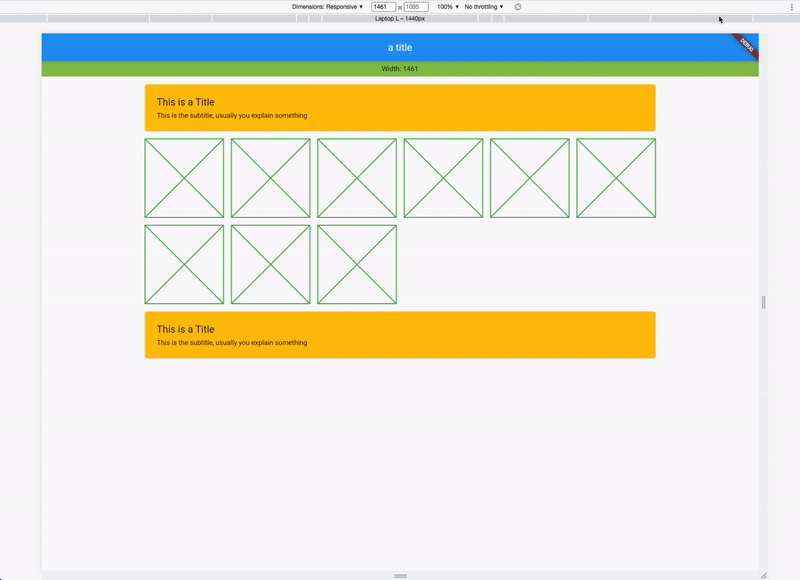 Dimensions: Responsive ▼ 1461 × 1095 100% ▼ No throttling ▼
Laptop L – 1440px
a title
DEBUG
Width: 1461
This is a Title
This is the subtitle, usually you explain something
This is a Title
This is the subtitle, usually you explain something